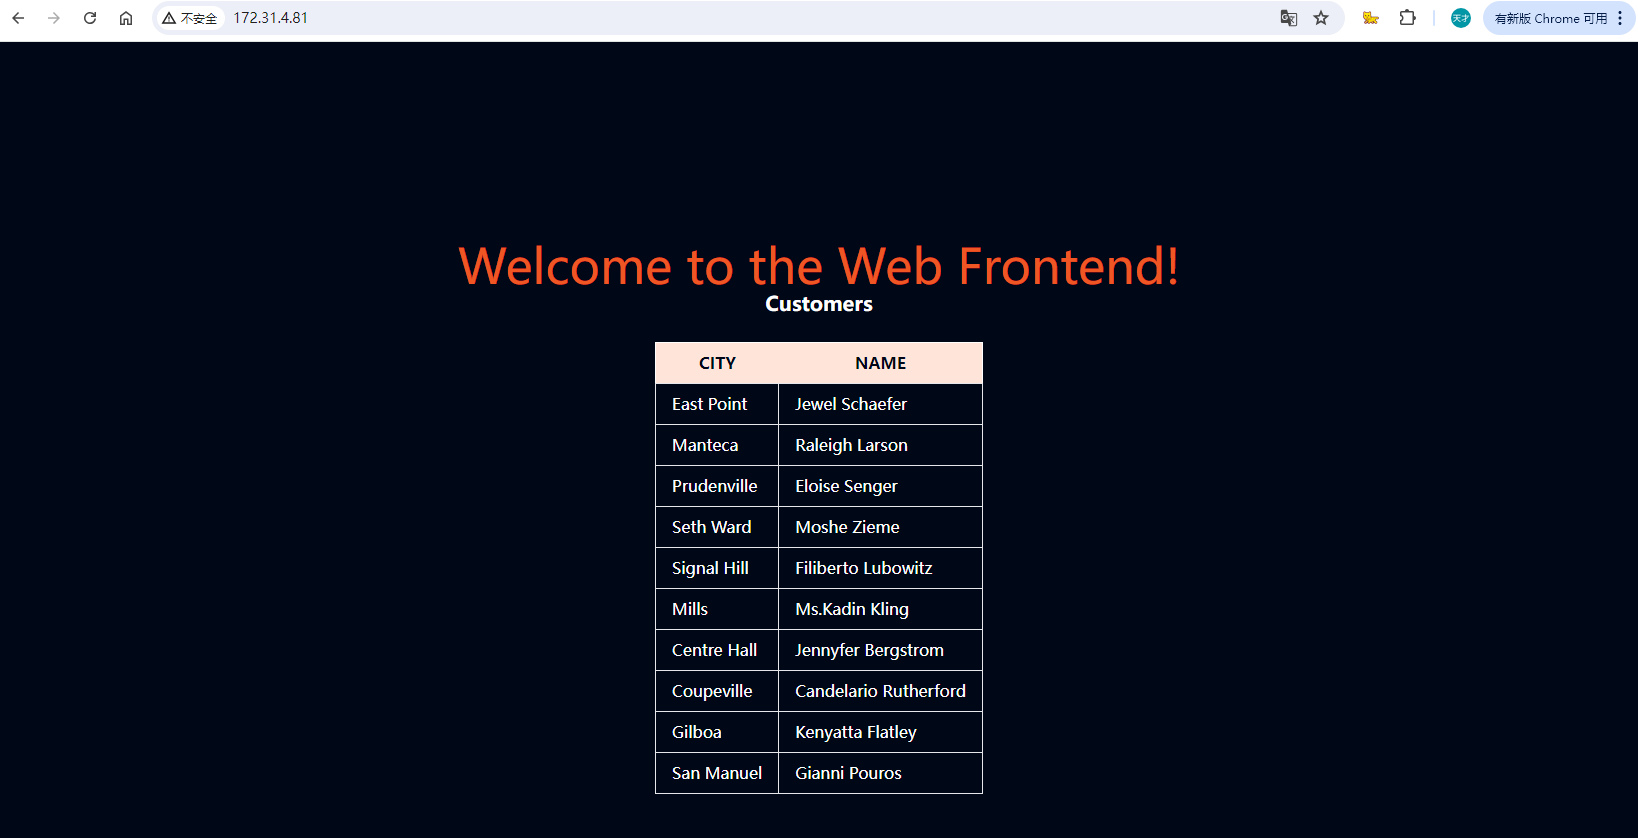 不安全 172.31.4.81 天才 有新版 Chrome 可用
Welcome to the Web Frontend!
Customers
CITY NAME
East Point Jewel Schaefer
Manteca Raleigh Larson
Prudenville Eloise Senger
Seth Ward Moshe Zieme
Signal Hill Filiberto Lubowitz
Mills Ms.Kadin Kling
Centre Hall Jennyfer Bergstrom
Coupeville Candelario Rutherford
Gilboa Kenyatta Flatley
San Manuel Gianni Pouros